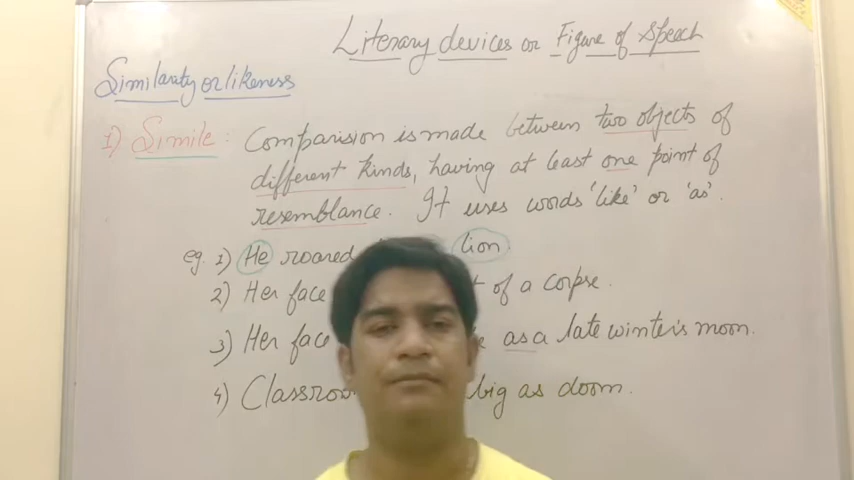 Literary devices or Figure of Speech
Similarity or likeness
1) Simile : Comparision is made between two objects of
different kinds, having at least one point of
resemblance. It uses words 'like' or 'as'.
eg. 1) He roared lion
2) Her face of a corpse.
3) Her face as a late winter's moon.
4) big as doom.